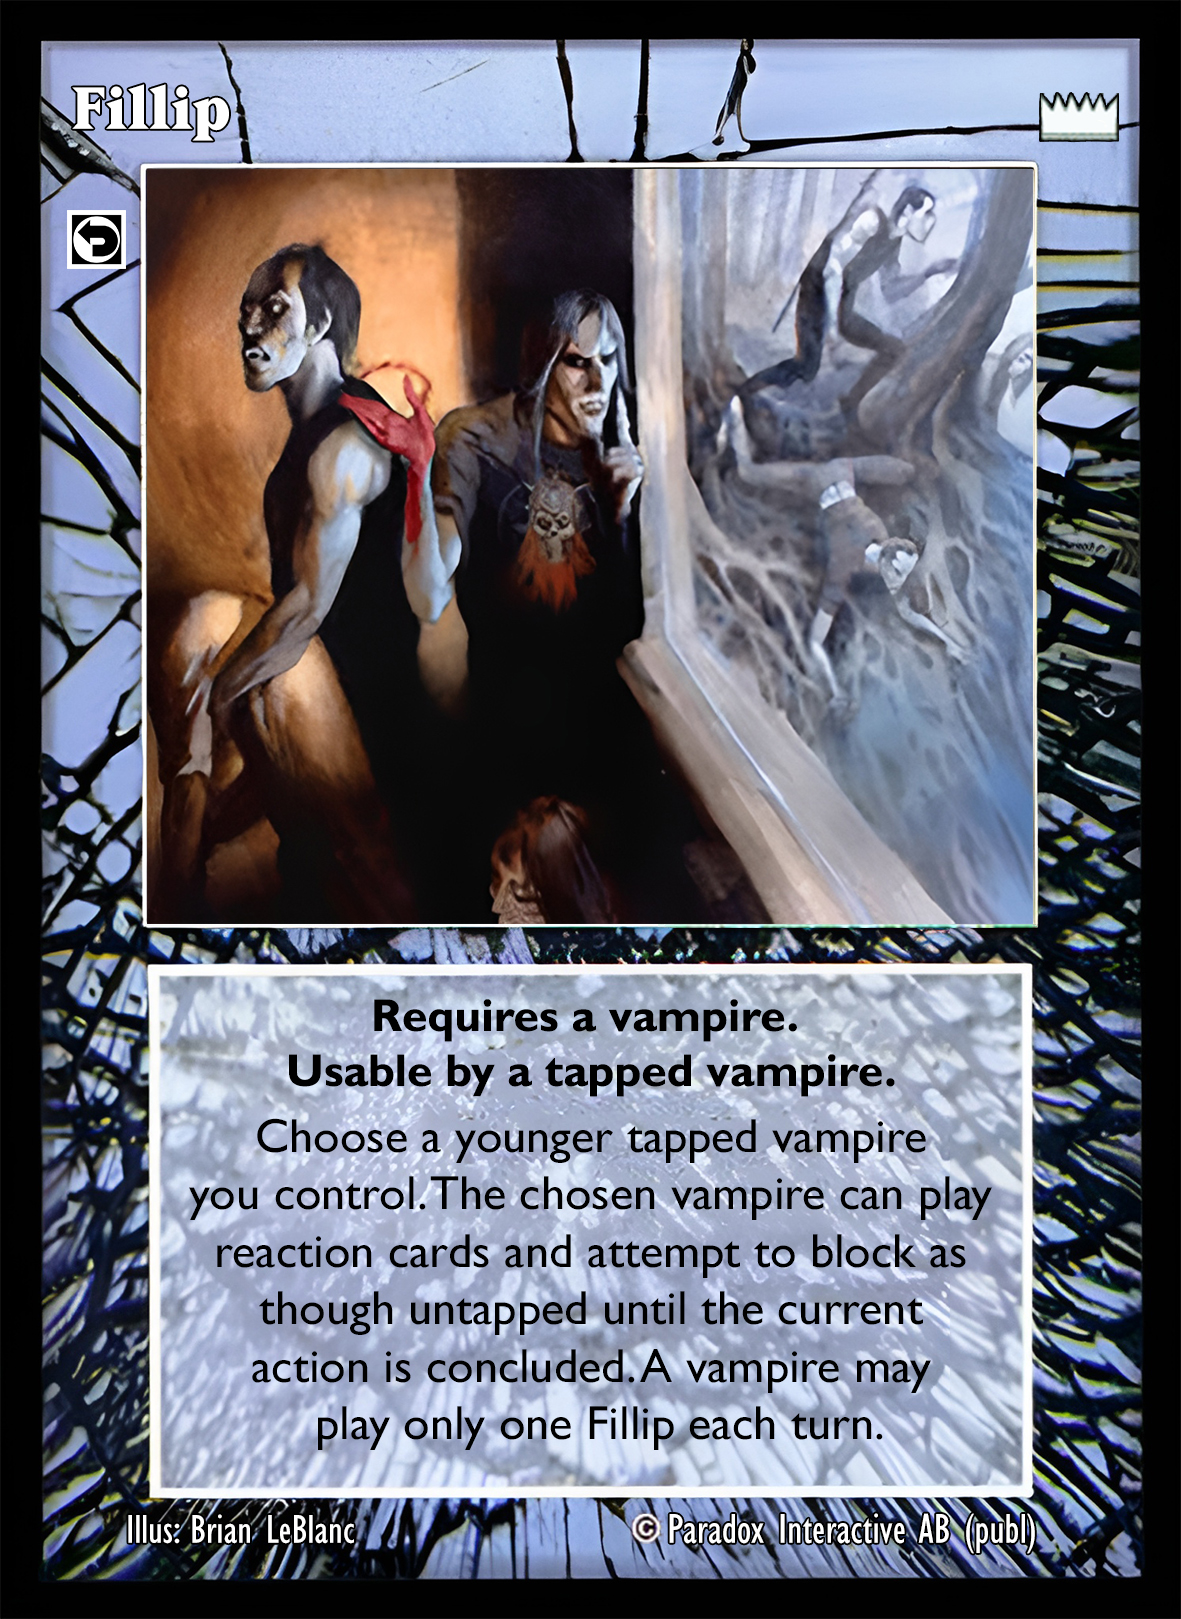 Fillip
Requires a vampire.
Usable by a tapped vampire.
Choose a younger tapped vampire
you control. The chosen vampire can play
reaction cards and attempt to block as
though untapped until the current
action is concluded. A vampire may
play only one Fillip each turn.
Illus: Brian LeBlanc
© Paradox Interactive AB (publ)